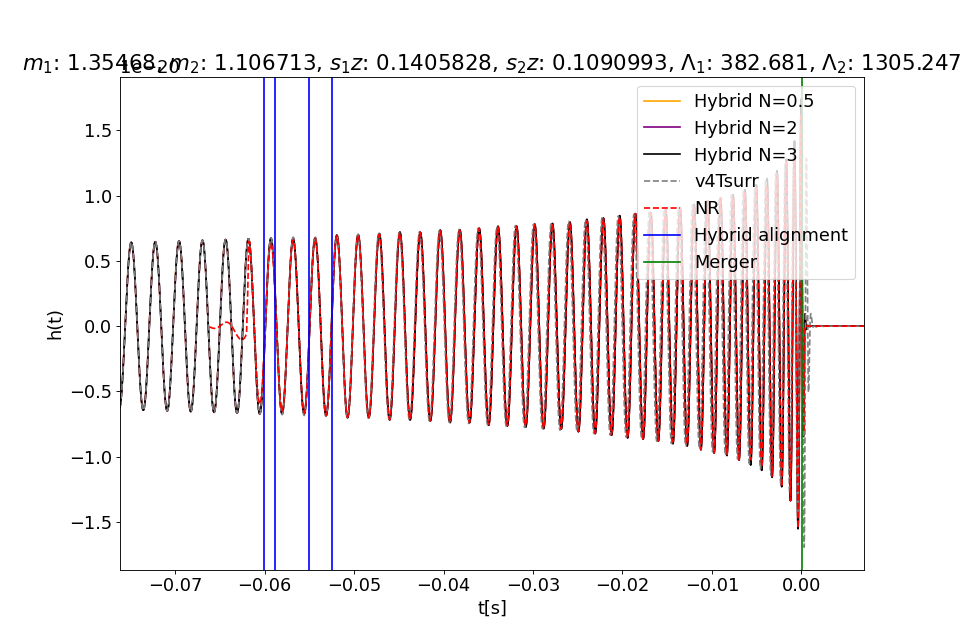 m₁: 1.35468, m₂: 1.106713, s₁z: 0.1405828, s₂z: 0.1090993, Λ₁: 382.681, Λ₂: 1305.247
1e−20
Hybrid N=0.5
Hybrid N=2
Hybrid N=3
v4Tsurr
NR
Hybrid alignment
Merger
1.5
1.0
0.5
0.0
−0.5
−1.0
−1.5
h(t)
−0.07
−0.06
−0.05
−0.04
−0.03
−0.02
−0.01
0.00
t[s]